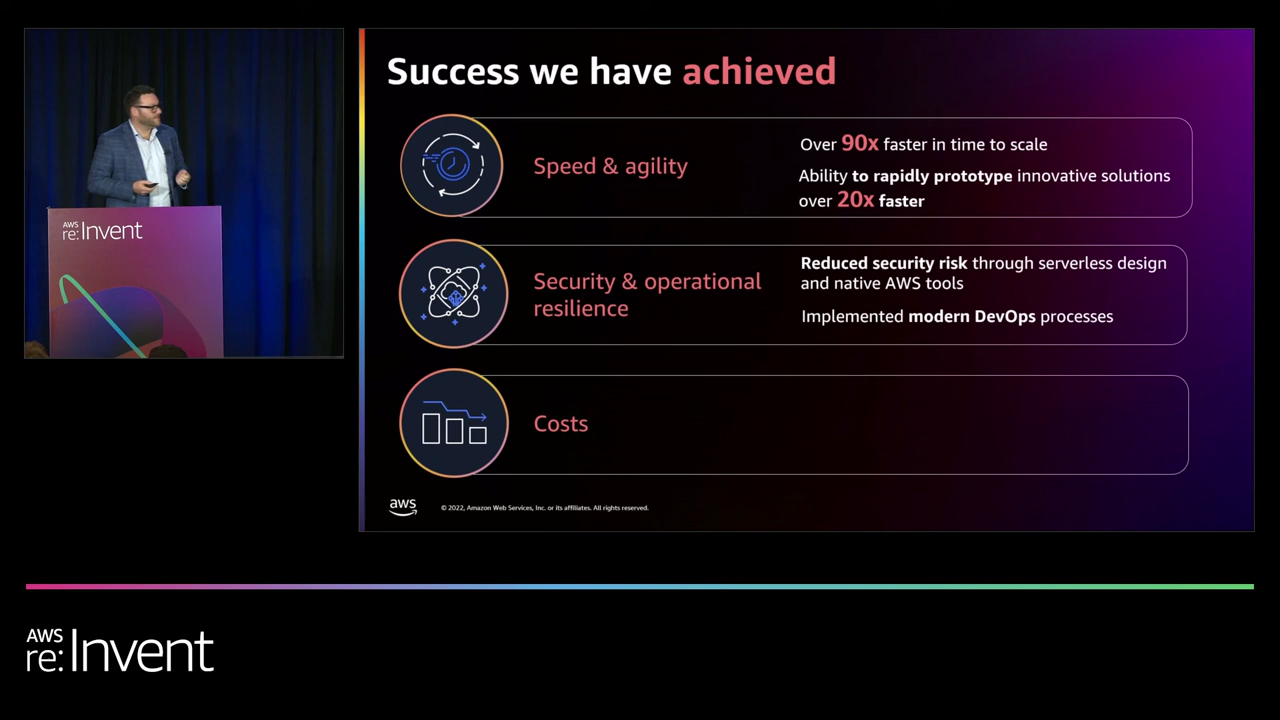 AWS
re:Invent
Success we have achieved
Speed & agility
Over 90x faster in time to scale
Ability to rapidly prototype innovative solutions
over 20x faster
Security & operational
resilience
Reduced security risk through serverless design
and native AWS tools
Implemented modern DevOps processes
Costs
aws
© 2022, Amazon Web Services, Inc. or its affiliates. All rights reserved.
AWS
re:Invent